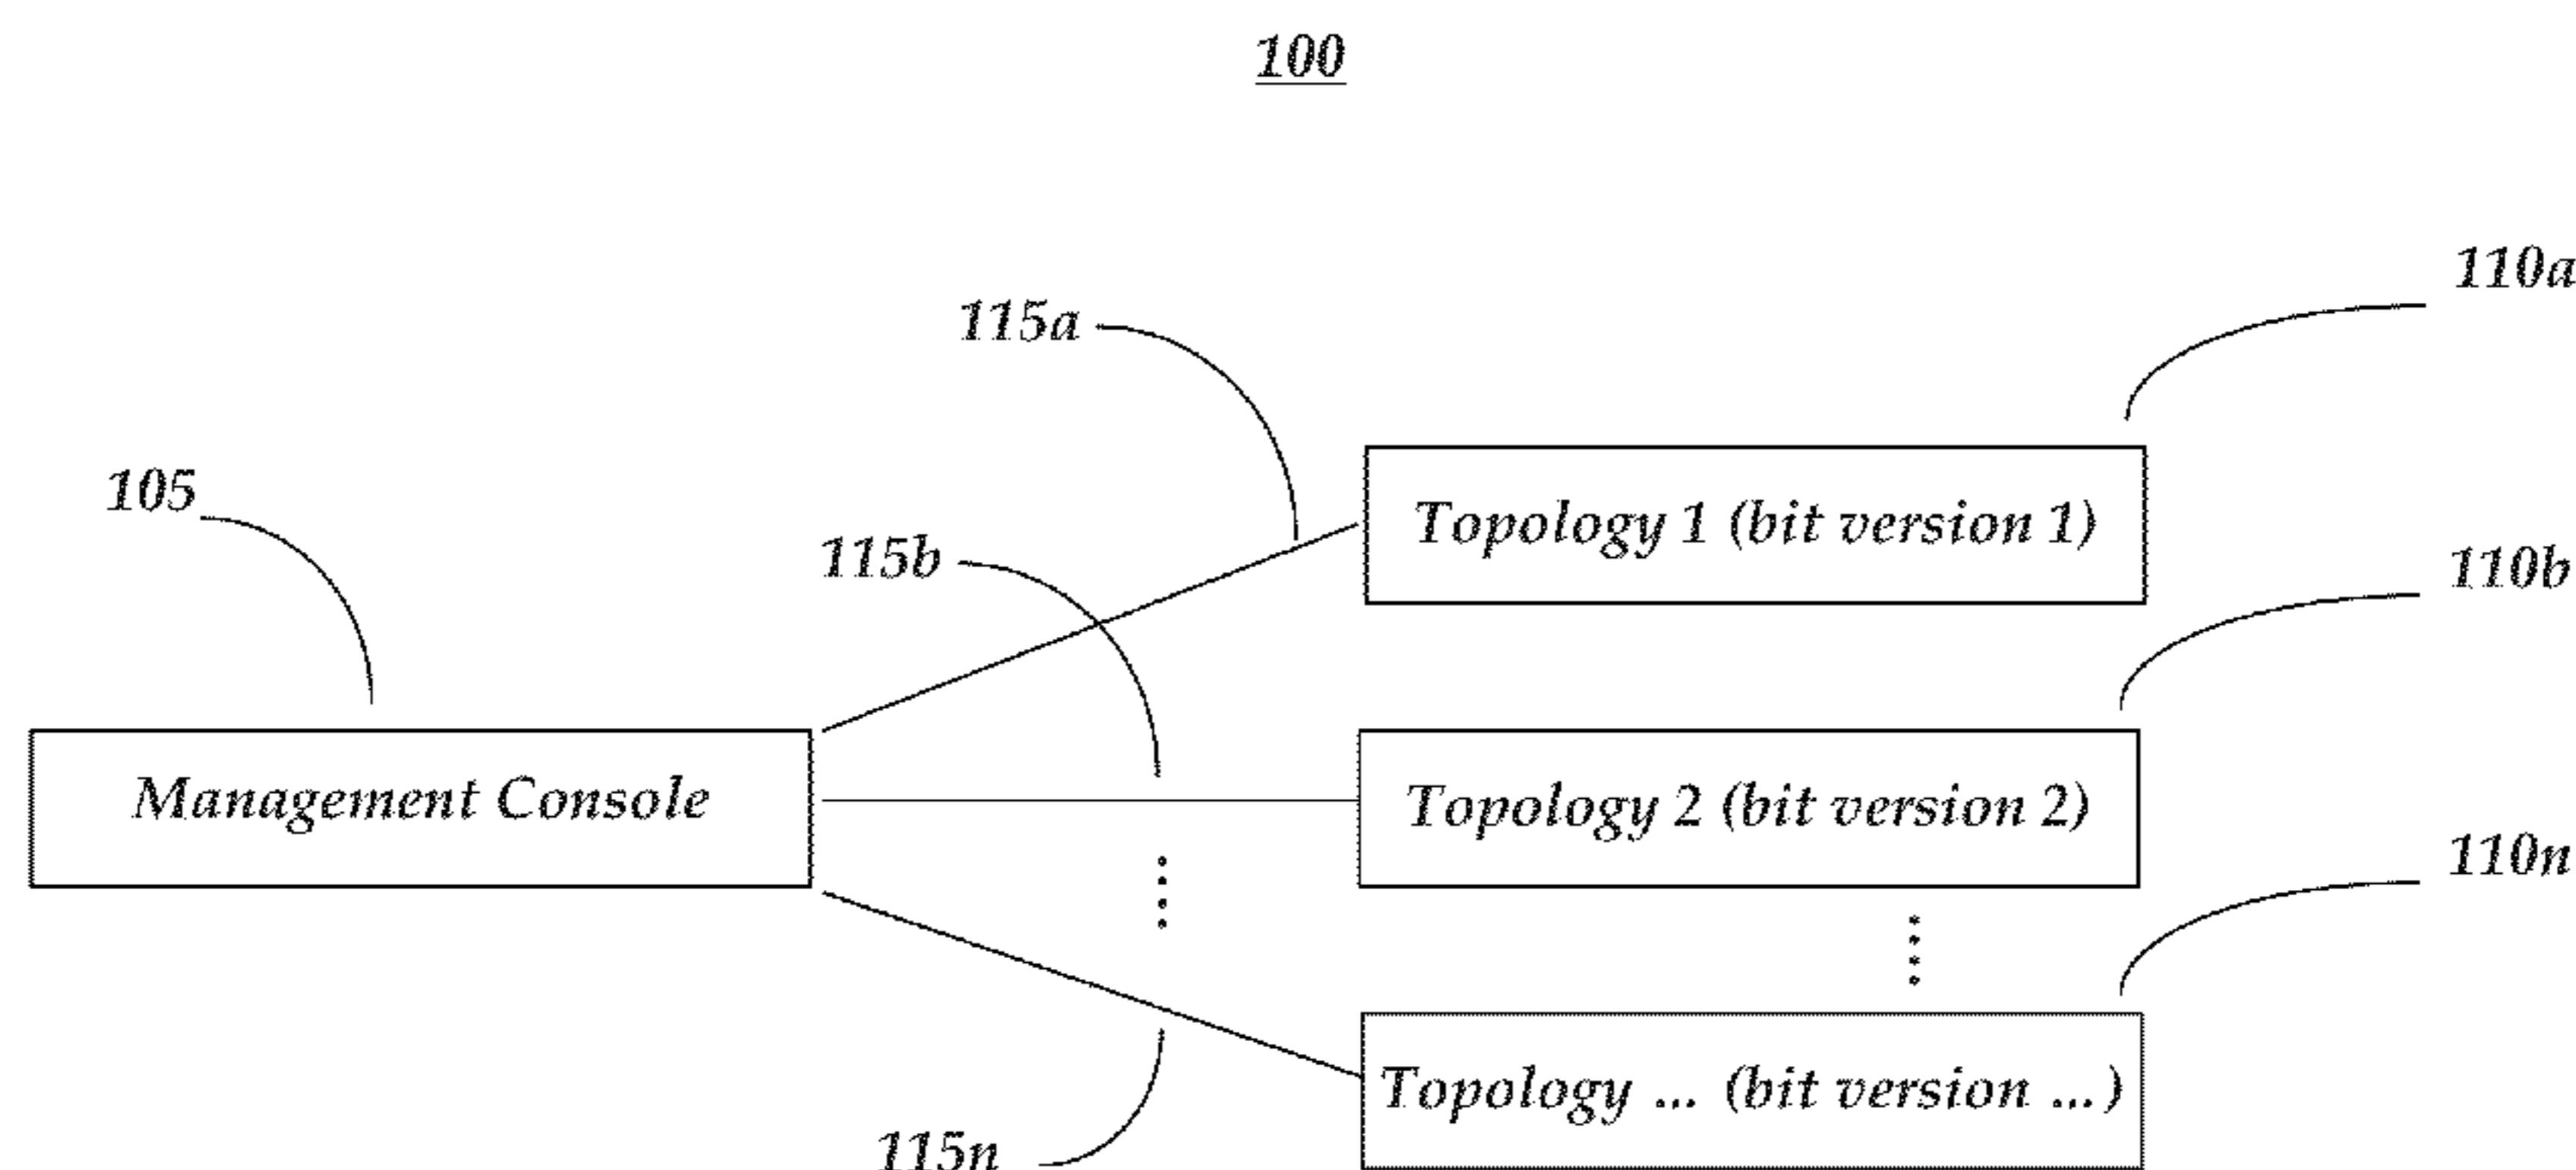 100
110a
115a
105
Topology 1 (bit version 1)
115b
110b
Management Console
Topology 2 (bit version 2)
110n
Topology ... (bit version ...)
115n